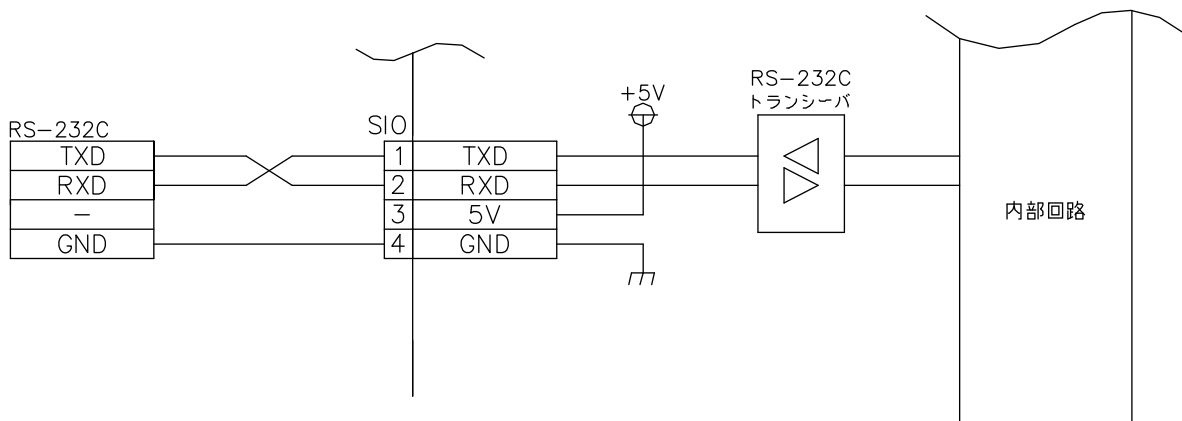 RS-232C
トランシーバ
+5V
RS-232C
SIO
TXD
1
TXD
RXD
2
RXD
-
3
5V
GND
4
GND
内部回路